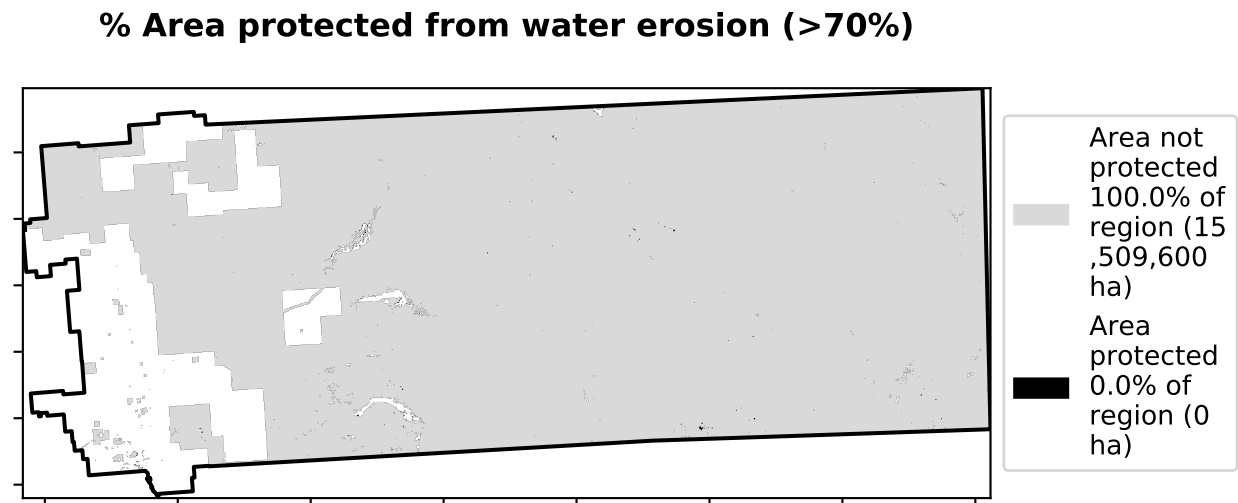 % Area protected from water erosion (>70%)
Area not
protected
100.0% of
region (15
,509,600
ha)
Area
protected
0.0% of
region (0
ha)